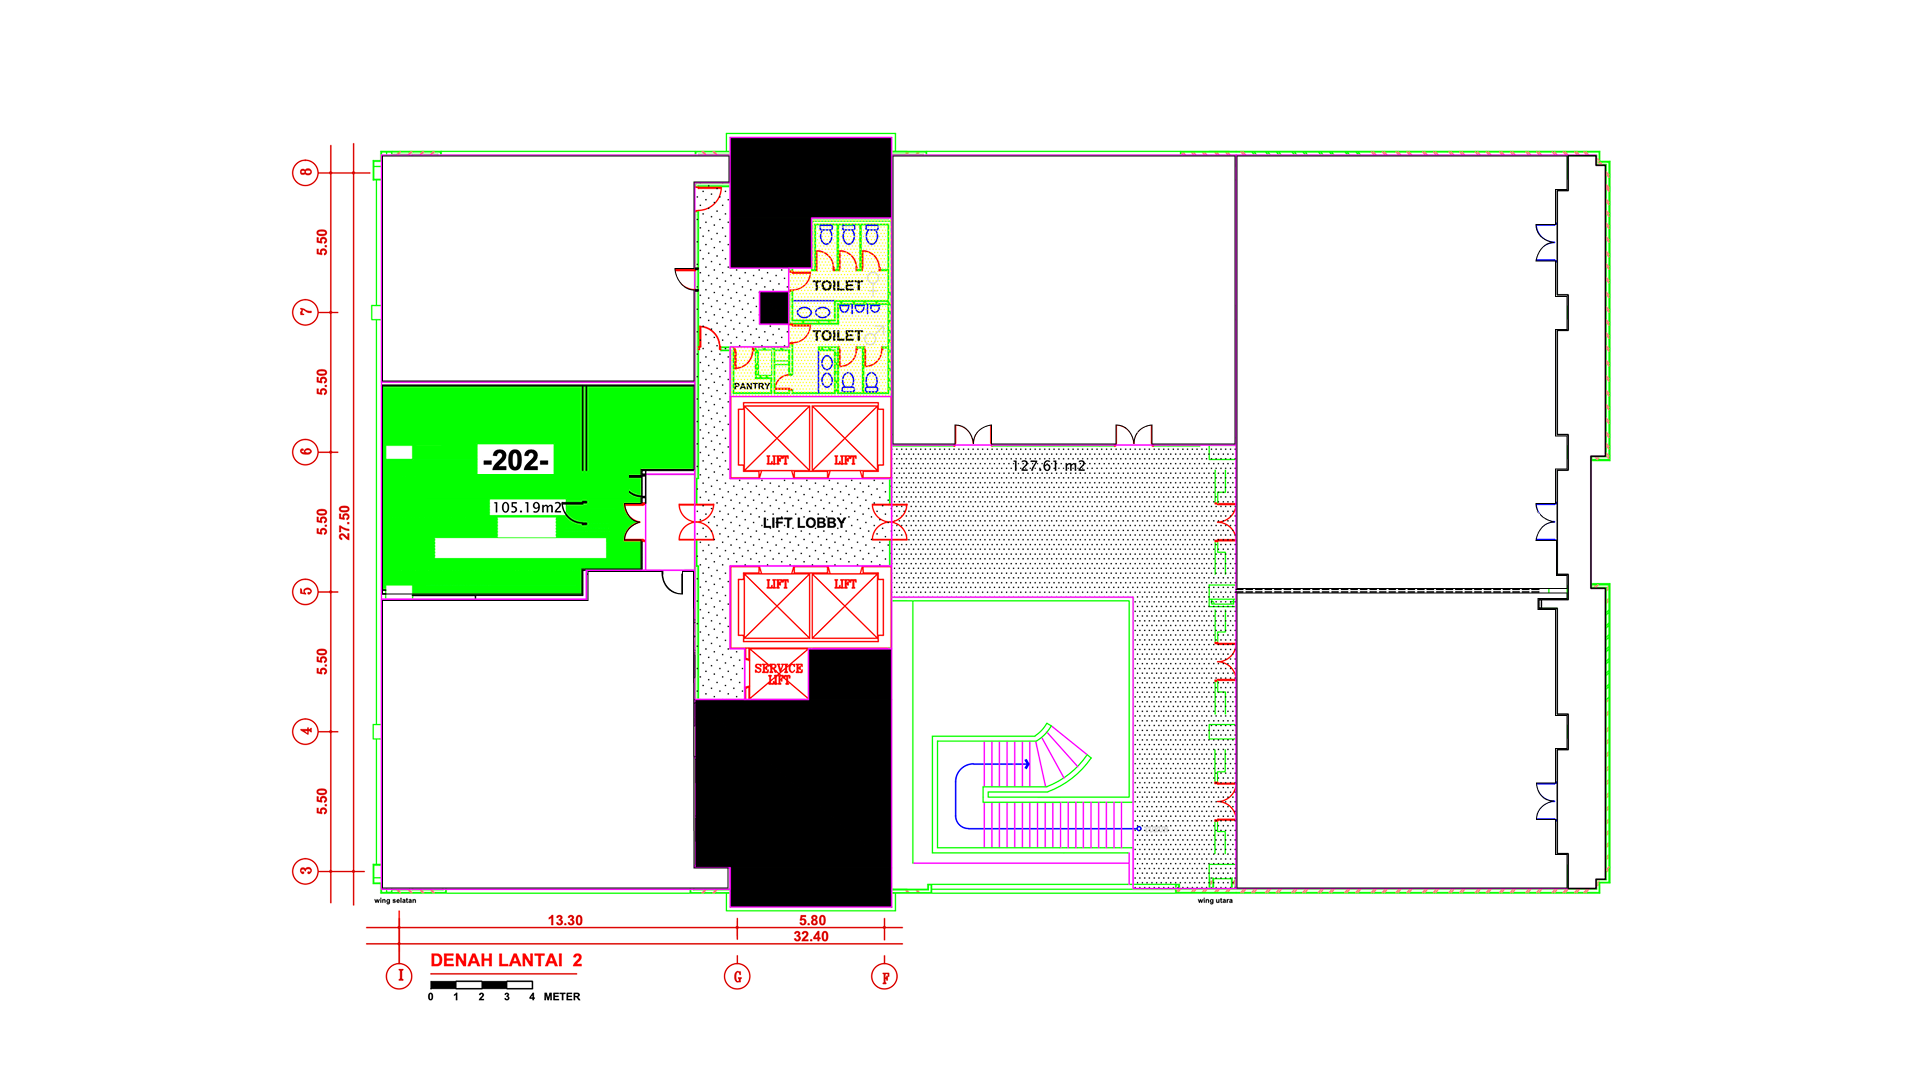 8
5.50
7
TOILET
TOILET
5.50
PANTRY
6
-202-
LIFT
LIFT
127.61 m2
105.19m2
5.50
27.50
LIFT LOBBY
LIFT
LIFT
5
5.50
SERVICE
LIFT
4
5.50
3
wing selatan
wing utara
13.30
5.80
32.40
DENAH LANTAI 2
I
G
F
0 1 2 3 4 METER